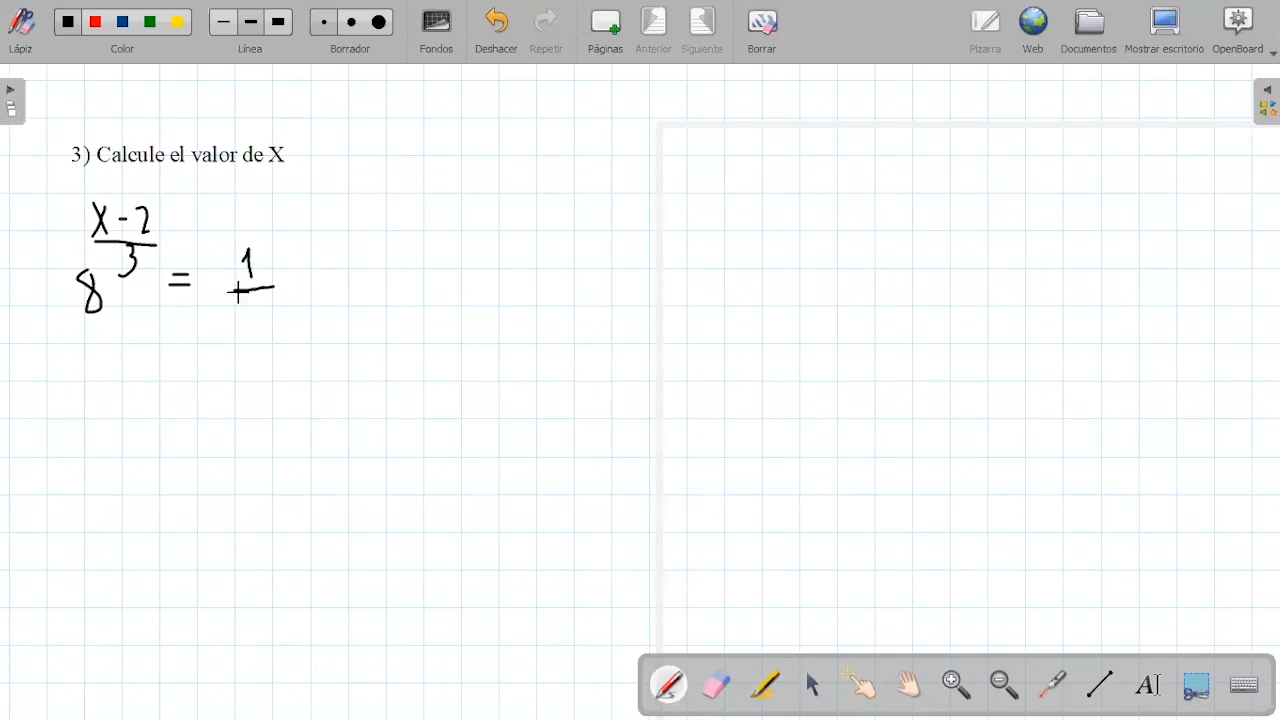 Lápiz Color Línea Borrador Fondos Deshacer Repetir Páginas Anterior Siguiente Borrar Pizarra Web Documentos Mostrar escritorio OpenBoard
3) Calcule el valor de X
X - 2
3
8 = 1
AI